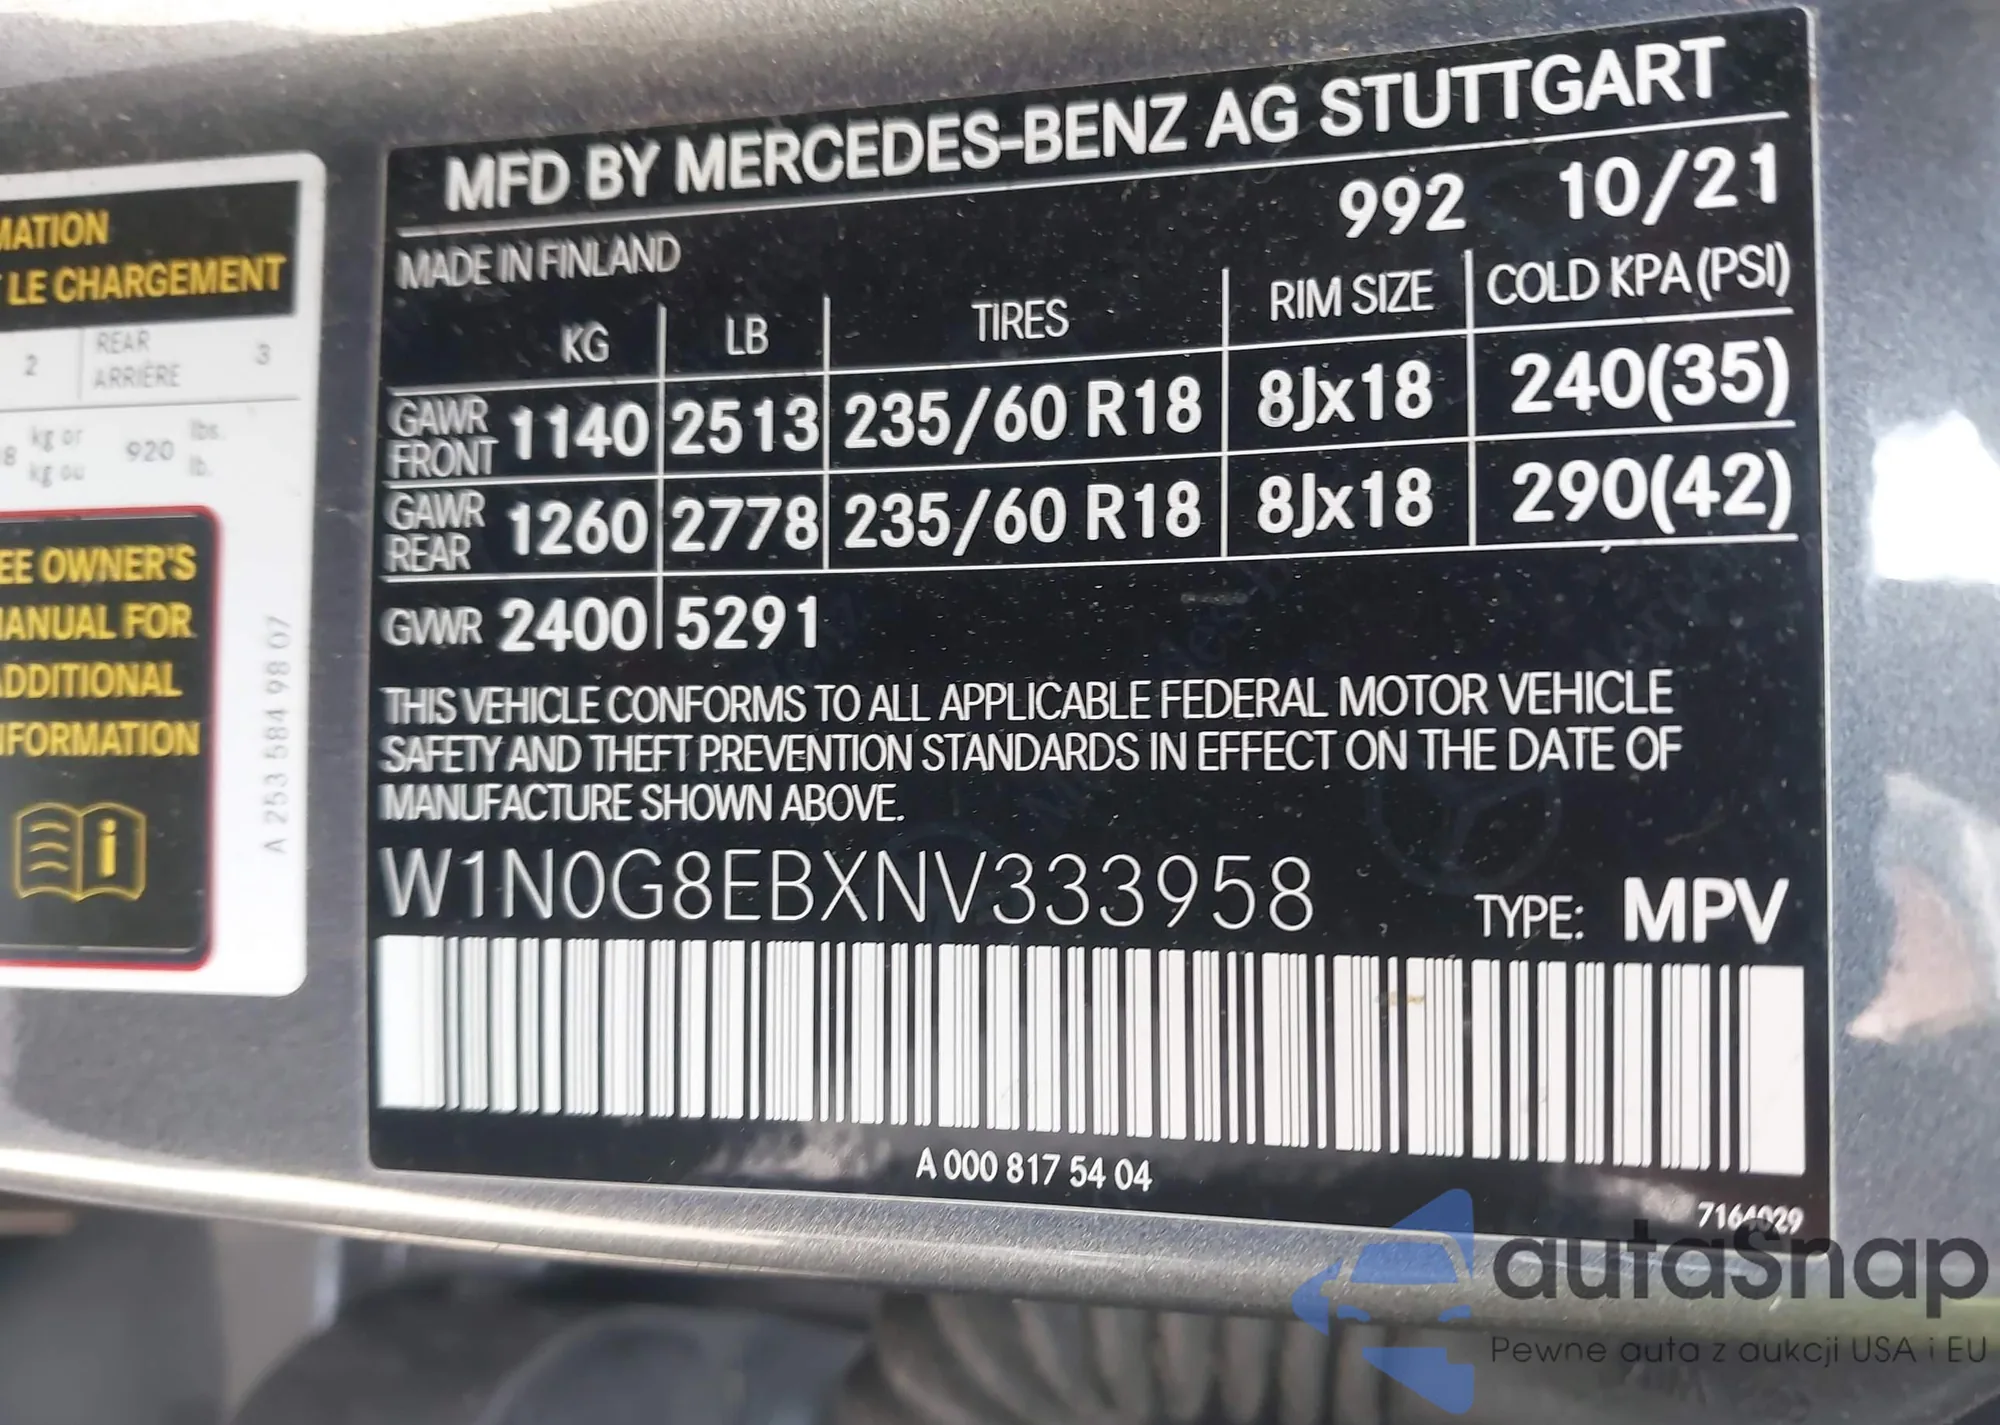 MATION
LE CHARGEMENT
2 REAR ARRIÈRE 3
8 kg or kg ou 920 lbs. lb.
EE OWNER'S
MANUAL FOR
ADDITIONAL
INFORMATION
A 253 584 98 07
MFD BY MERCEDES-BENZ AG STUTTGART
992 10/21
MADE IN FINLAND
KG LB TIRES RIM SIZE COLD KPA (PSI)
GAWR FRONT 1140 2513 235/60 R18 8Jx18 240(35)
GAWR REAR 1260 2778 235/60 R18 8Jx18 290(42)
GVWR 2400 5291
THIS VEHICLE CONFORMS TO ALL APPLICABLE FEDERAL MOTOR VEHICLE
SAFETY AND THEFT PREVENTION STANDARDS IN EFFECT ON THE DATE OF
MANUFACTURE SHOWN ABOVE.
W1N0G8EBXNV333958 TYPE: MPV
A 000 817 54 04
7164029
autaSnap
Pewne auta z aukcji USA i EU